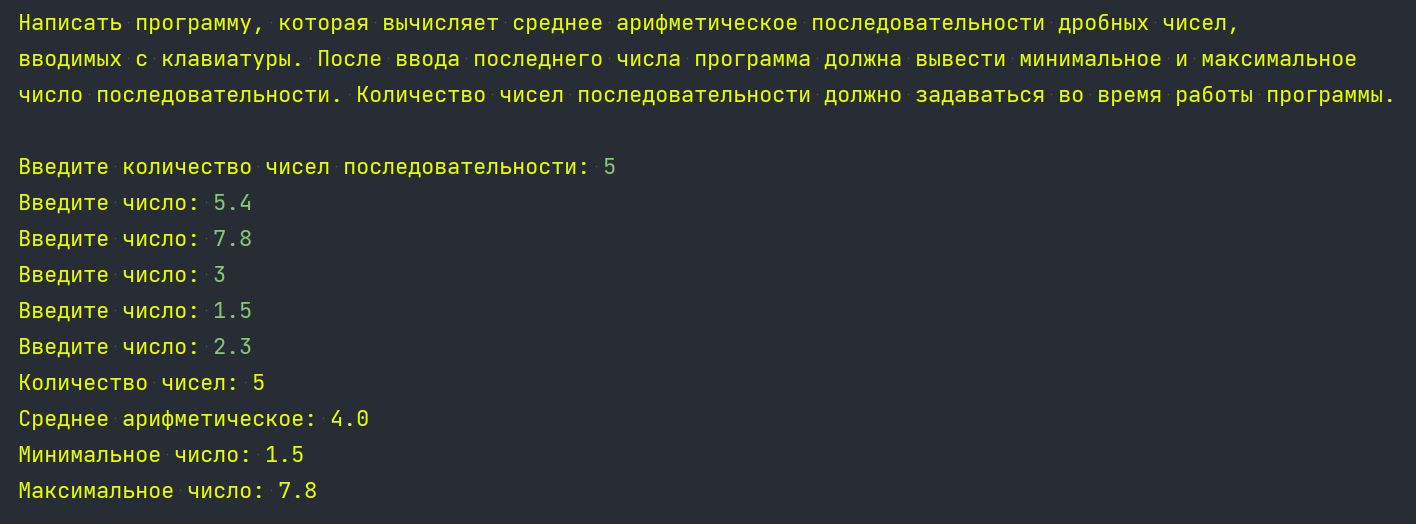 Написать программу, которая вычисляет среднее арифметическое последовательности дробных чисел,
вводимых с клавиатуры. После ввода последнего числа программа должна вывести минимальное и максимальное
число последовательности. Количество чисел последовательности должно задаваться во время работы программы.
Введите количество чисел последовательности: 5
Введите число: 5.4
Введите число: 7.8
Введите число: 3
Введите число: 1.5
Введите число: 2.3
Количество чисел: 5
Среднее арифметическое: 4.0
Минимальное число: 1.5
Максимальное число: 7.8